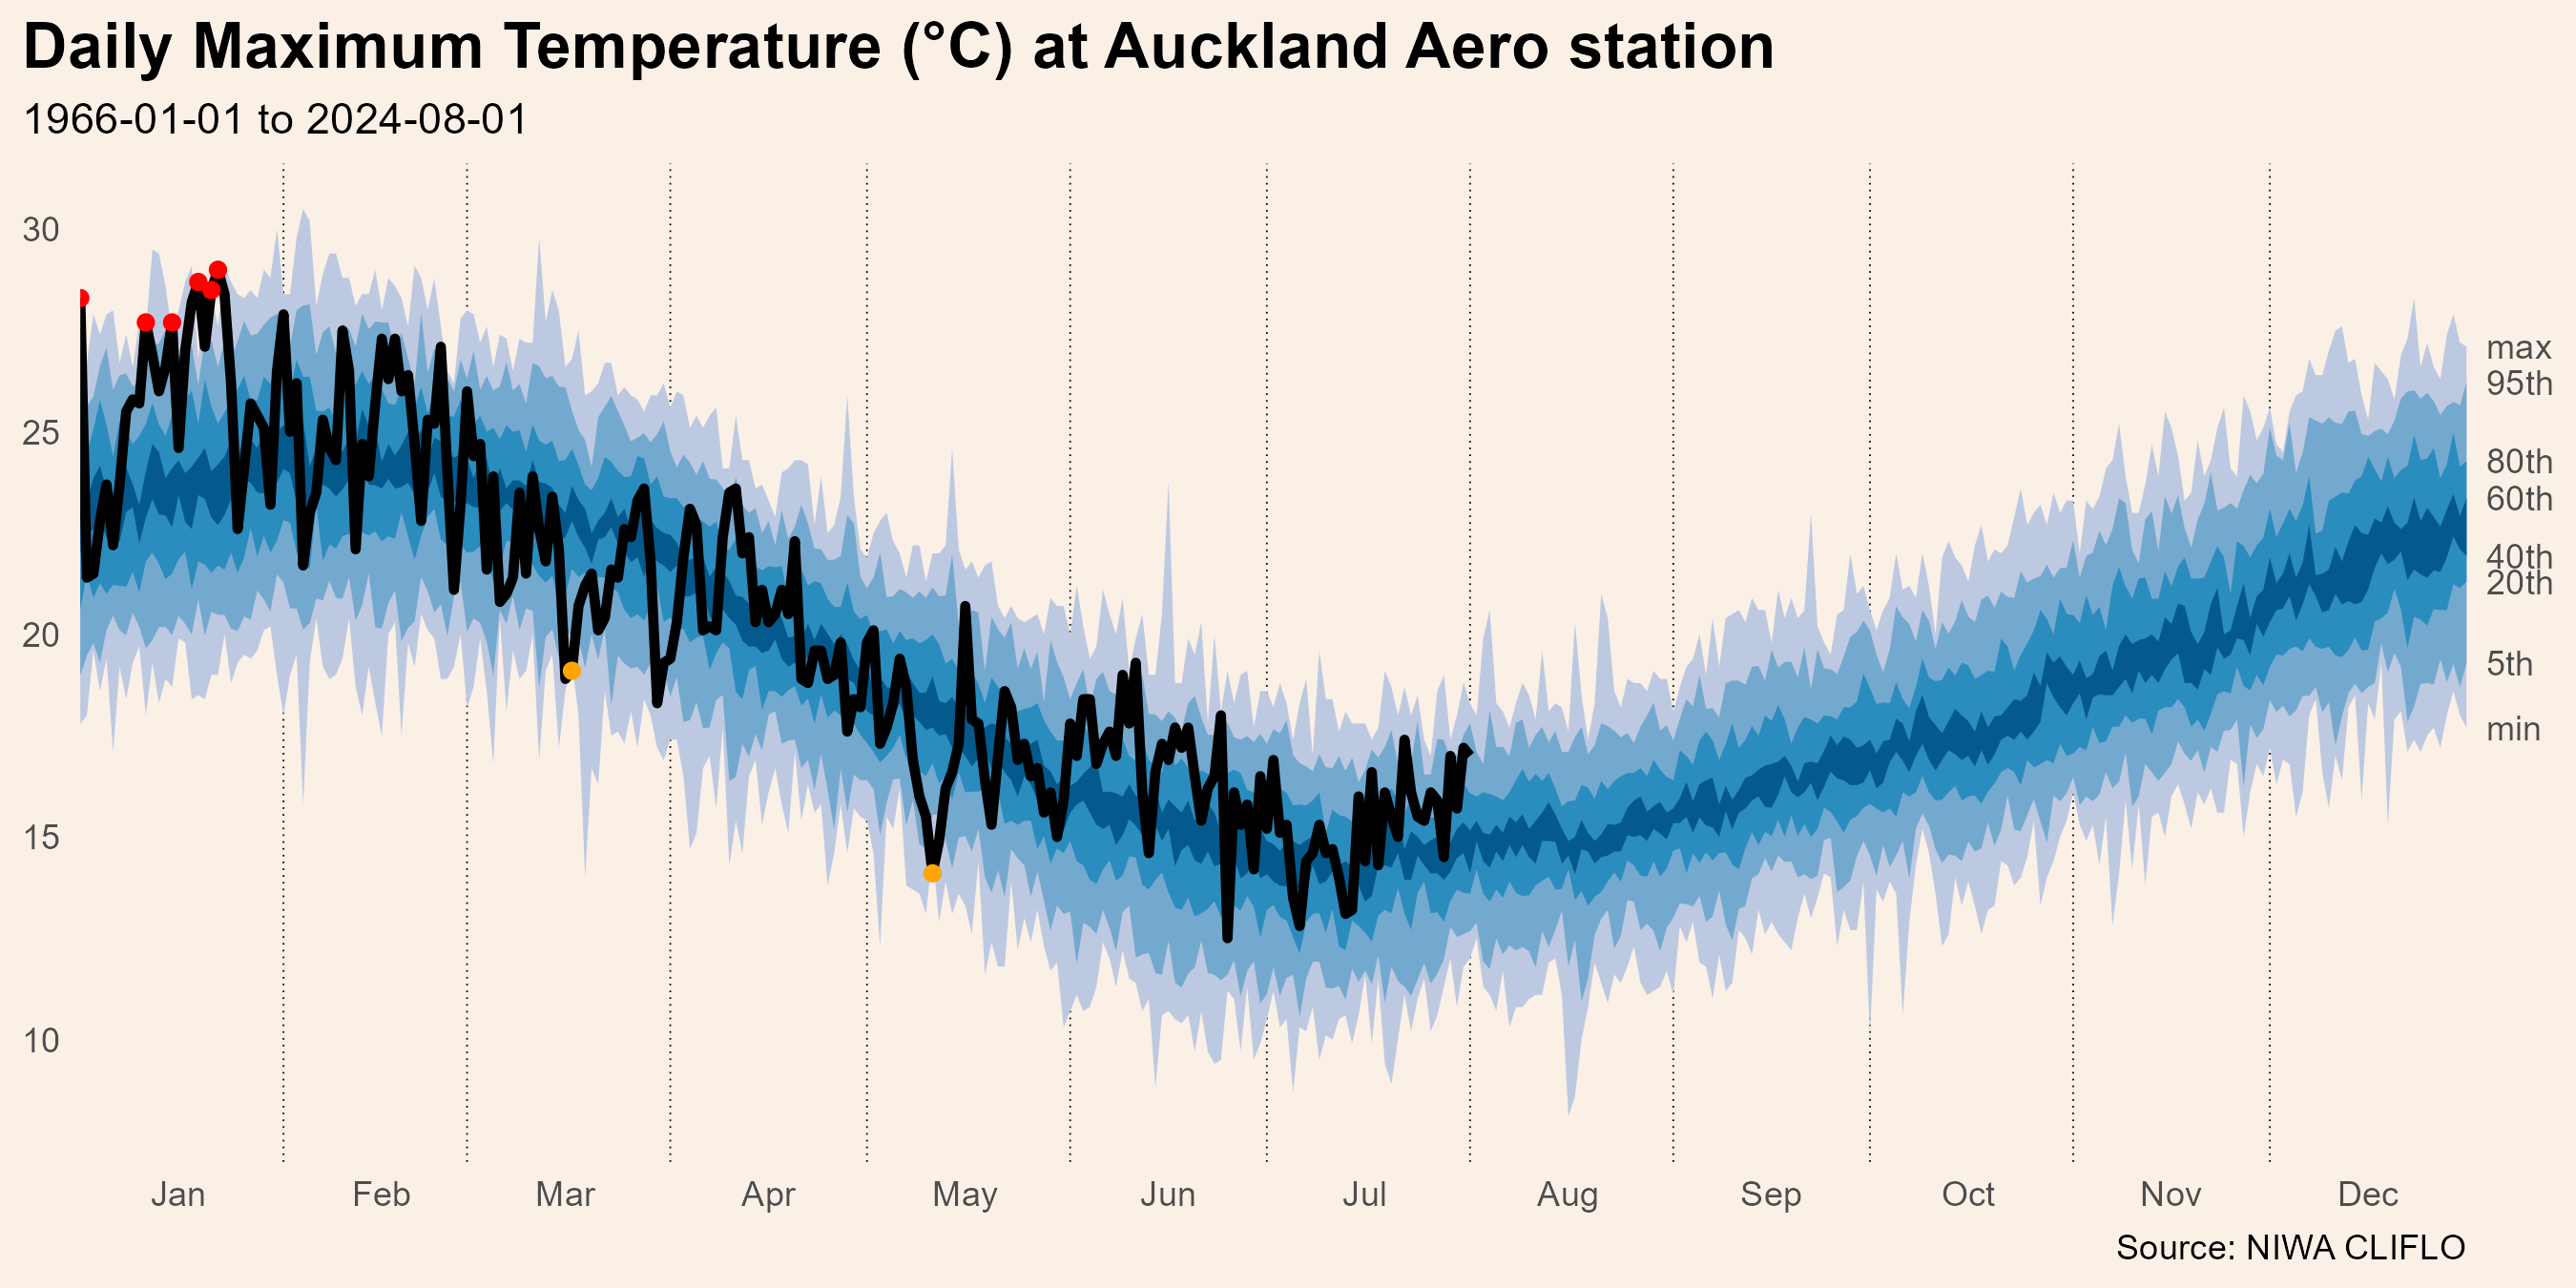 Daily Maximum Temperature (°C) at Auckland Aero station
1966-01-01 to 2024-08-01
30
25
20
15
10
max
95th
80th
60th
40th
20th
5th
min
Jan Feb Mar Apr May Jun Jul Aug Sep Oct Nov Dec
Source: NIWA CLIFLO